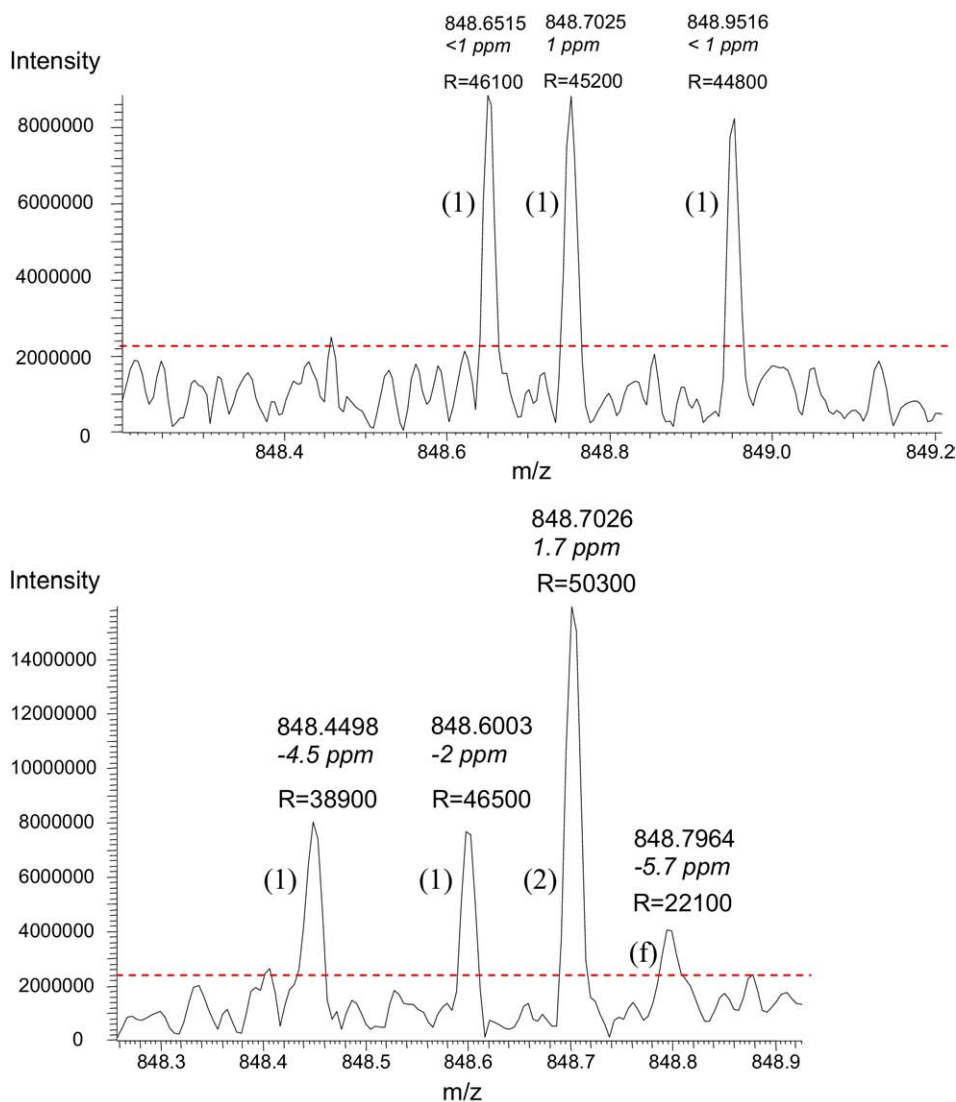 848.6515 848.7025 848.9516
<1 ppm 1 ppm < 1 ppm
Intensity
R=46100 R=45200 R=44800
8000000
(1) (1) (1)
6000000
4000000
2000000
0
848.4 848.6 848.8 849.0 849.2
m/z
848.7026
1.7 ppm
Intensity
R=50300
14000000
12000000
848.4498 848.6003
-4.5 ppm -2 ppm
10000000
R=38900 R=46500
8000000
848.7964
-5.7 ppm
(1) (1) (2)
6000000
R=22100
4000000
(f)
2000000
0
848.3 848.4 848.5 848.6 848.7 848.8 848.9
m/z